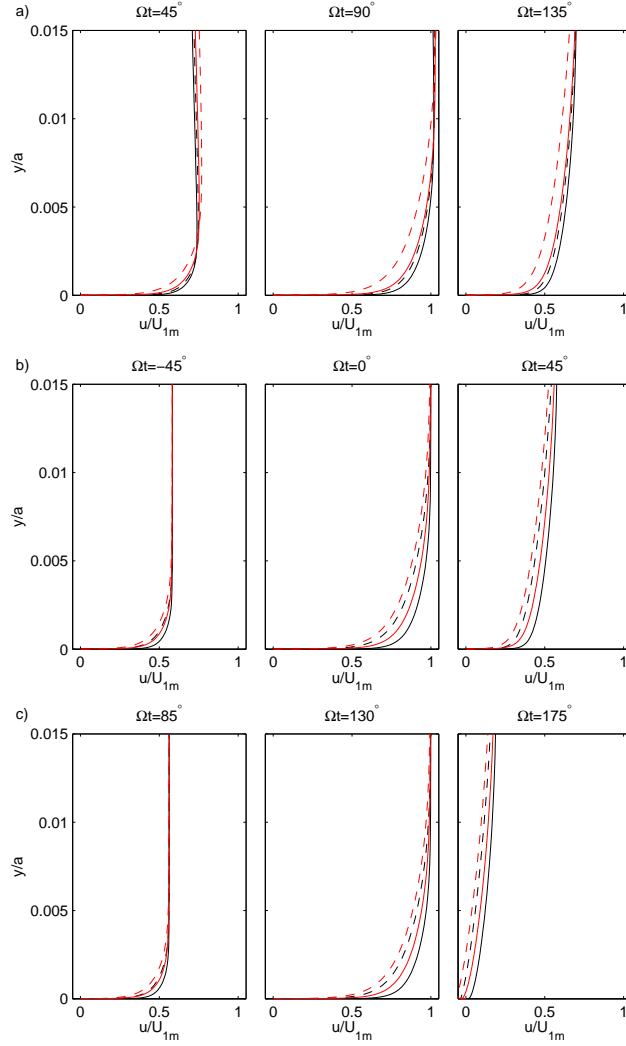 a)
Ωt=45° Ωt=90° Ωt=135°
0.015
0.01
y/a
0.005
0
0 0.5 1 0 0.5 1 0 0.5 1
u/U1m u/U1m u/U1m
b)
Ωt=−45° Ωt=0° Ωt=45°
0.015
0.01
y/a
0.005
0
0 0.5 1 0 0.5 1 0 0.5 1
u/U1m u/U1m u/U1m
c)
Ωt=85° Ωt=130° Ωt=175°
0.015
0.01
y/a
0.005
0
0 0.5 1 0 0.5 1 0 0.5 1
u/U1m u/U1m u/U1m